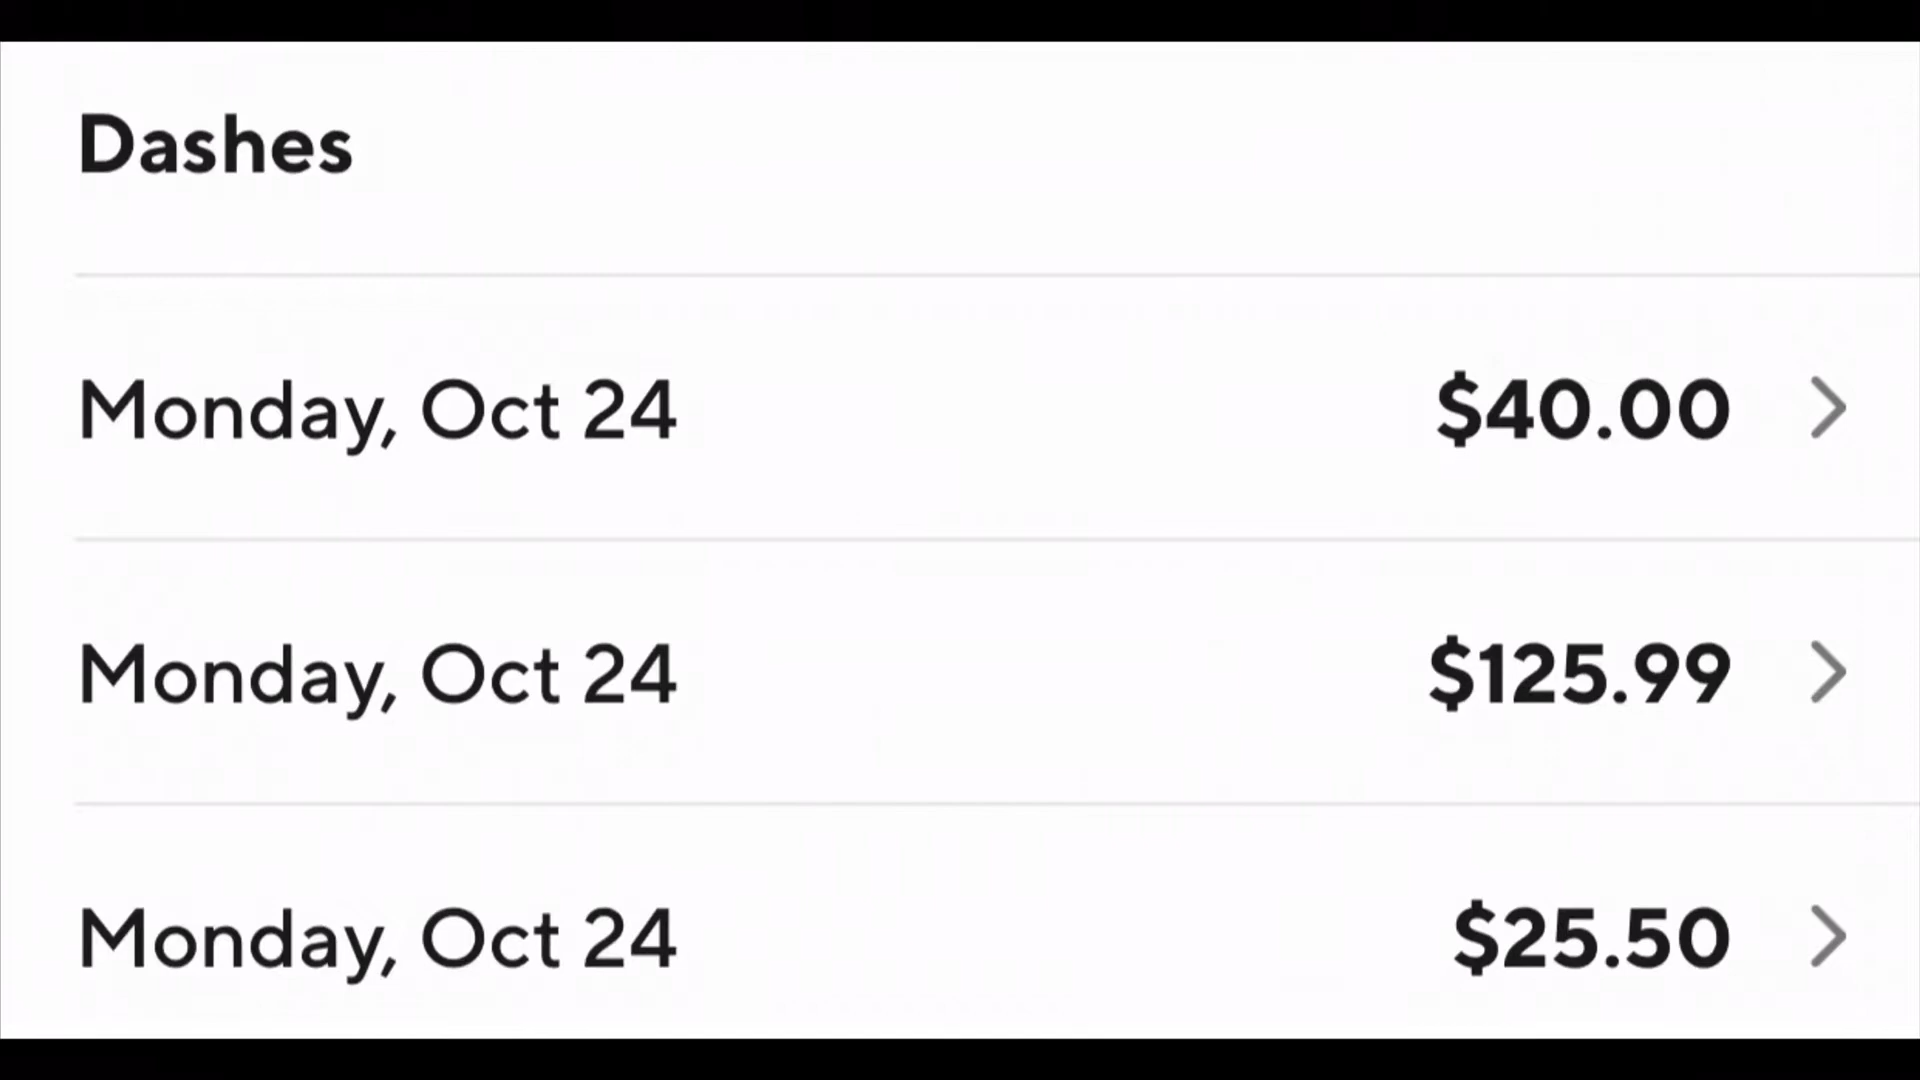 Dashes
Monday, Oct 24 $40.00
Monday, Oct 24 $125.99
Monday, Oct 24 $25.50